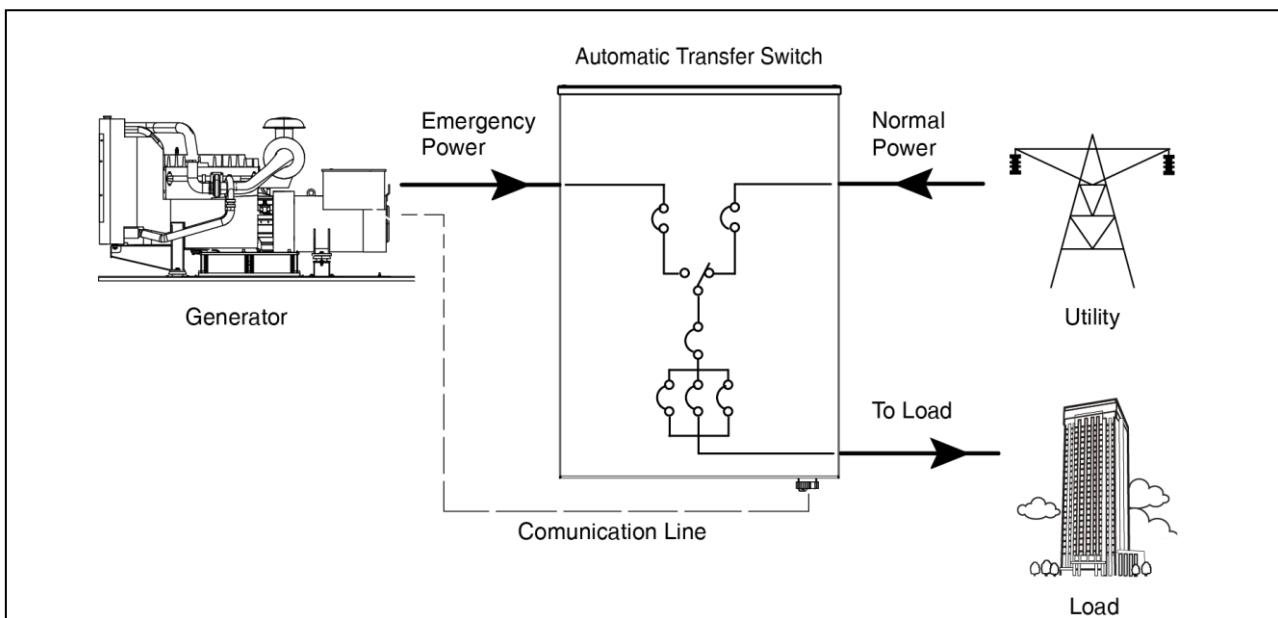 Automatic Transfer Switch
Emergency
Power
Normal
Power
Generator
Utility
To Load
Comunication Line
Load